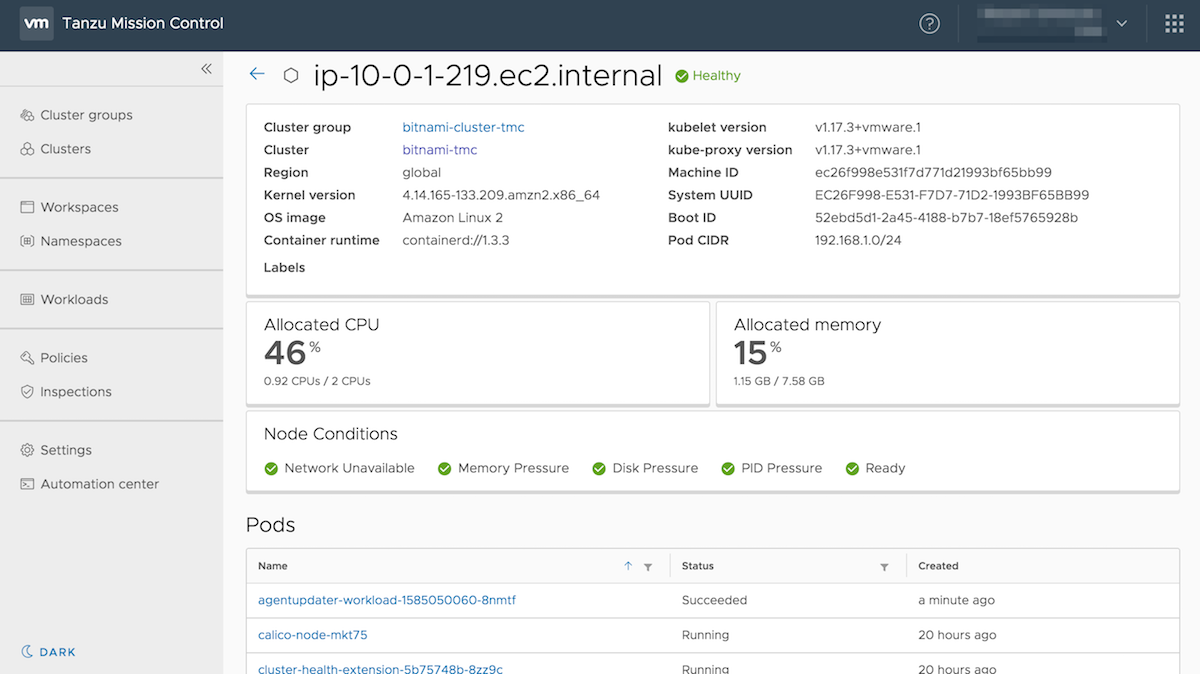 vm Tanzu Mission Control
?
Cluster groups
Clusters
Workspaces
Namespaces
Workloads
Policies
Inspections
Settings
Automation center
DARK
ip-10-0-1-219.ec2.internal Healthy
Cluster group bitnami-cluster-tmc
Cluster bitnami-tmc
Region global
Kernel version 4.14.165-133.209.amzn2.x86_64
OS image Amazon Linux 2
Container runtime containerd://1.3.3
Labels
kubelet version v1.17.3+vmware.1
kube-proxy version v1.17.3+vmware.1
Machine ID ec26f998e531f7d771d21993bf65bb99
System UUID EC26F998-E531-F7D7-71D2-1993BF65BB99
Boot ID 52ebd5d1-2a45-4188-b7b7-18ef5765928b
Pod CIDR 192.168.1.0/24
Allocated CPU
46 %
0.92 CPUs / 2 CPUs
Allocated memory
15 %
1.15 GB / 7.58 GB
Node Conditions
Network Unavailable Memory Pressure Disk Pressure PID Pressure Ready
Pods
Name Status Created
agentupdater-workload-1585050060-8nmtf Succeeded a minute ago
calico-node-mkt75 Running 20 hours ago
cluster-health-extension-5b75748b-8zz9c Running 20 hours ago